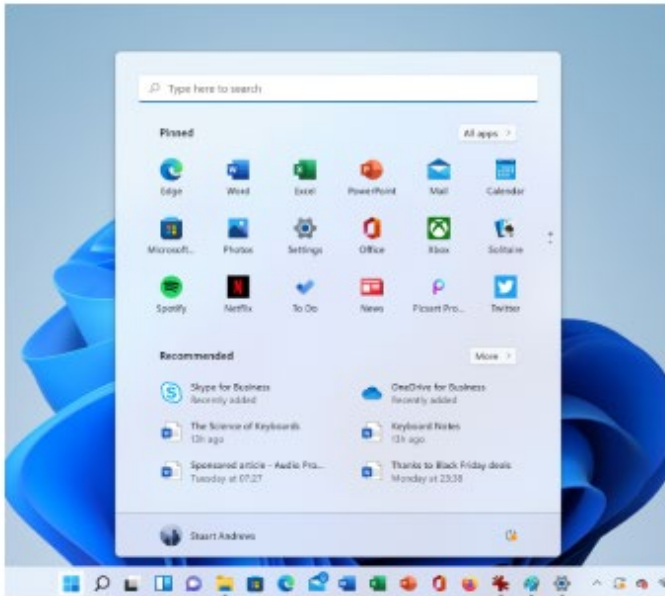 Type here to search
Pinned
All apps >
Edge
Word
Excel
PowerPoint
Mail
Calendar
Microsoft...
Photos
Settings
Office
Xbox
Solitaire
Spotify
Netflix
To Do
News
Picsart Pro...
Twitter
Recommended
More >
Skype for Business
Recently added
OneDrive for Business
Recently added
The Science of Keyboards
13h ago
Keyboard Notes
13h ago
Sponsored article - Audio Pro...
Tuesday at 07:27
Thanks to Black Friday deals
Monday at 23:38
Stuart Andrews